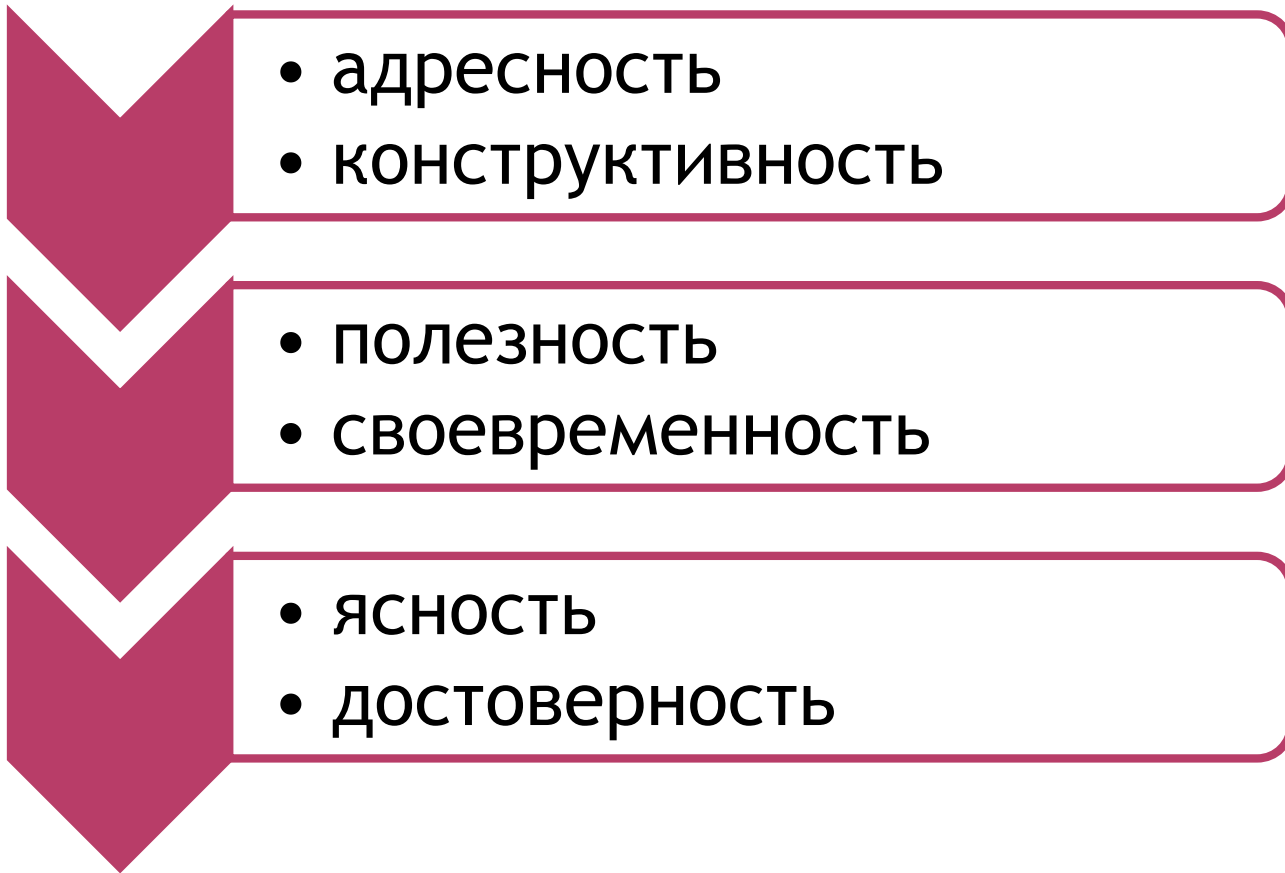 • адресность
• конструктивность
• полезность
• своевременность
• ясность
• достоверность